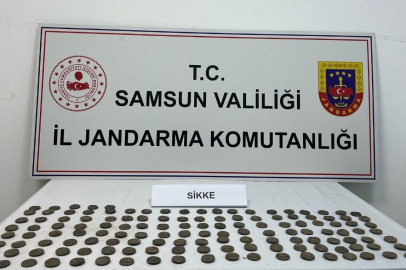 T.C.
SAMSUN VALİLİĞİ
İL JANDARMA KOMUTANLIĞI
SİKKE